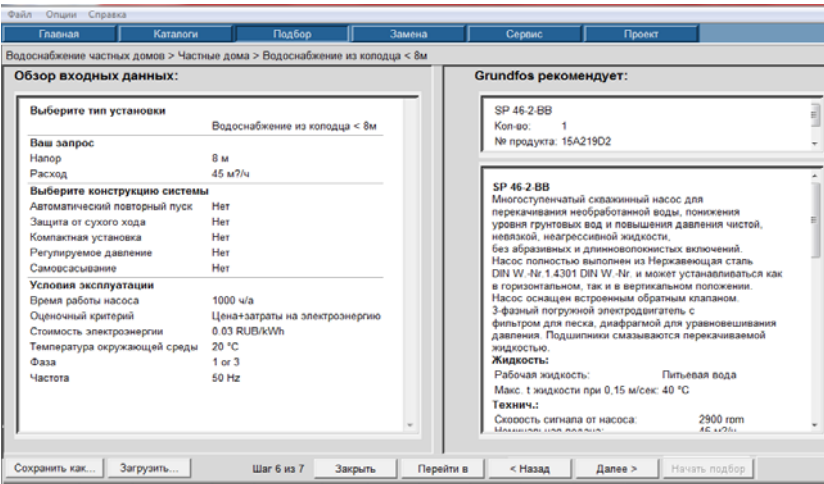 Файл Опции Справка
Главная Каталоги Подбор Замена Сервис Проект
Водоснабжение частных домов > Частные дома > Водоснабжение из колодца < 8м
Обзор входных данных:
Выберите тип установки
Водоснабжение из колодца < 8м
Ваш запрос
Напор 8 м
Расход 45 м?/ч
Выберите конструкцию системы
Автоматический повторный пуск Нет
Защита от сухого хода Нет
Компактная установка Нет
Регулируемое давление Нет
Самовсасывание Нет
Условия эксплуатации
Время работы насоса 1000 ч/а
Оценочный критерий Цена+затраты на электроэнергию
Стоимость электроэнергии 0.03 RUB/kWh
Температура окружающей среды 20 °C
Фаза 1 or 3
Частота 50 Hz
Grundfos рекомендует:
SP 46-2-BB
Кол-во: 1
№ продукта: 15A219D2
SP 46-2-BB
Многоступенчатый скважинный насос для
перекачивания необработанной воды, понижения
уровня грунтовых вод и повышения давления чистой,
невязкой, неагрессивной жидкости,
без абразивных и длинноволокнистых включений.
Насос полностью выполнен из Нержавеющая сталь
DIN W.-Nr.1.4301 DIN W.-Nr. и может устанавливаться как
в горизонтальном, так и в вертикальном положении.
Насос оснащен встроенным обратным клапаном.
3-фазный погружной электродвигатель с
фильтром для песка, диафрагмой для уравновешивания
давления. Подшипники смазываются перекачиваемой
жидкостью.
Жидкость:
Рабочая жидкость: Питьевая вода
Макс. t жидкости при 0,15 м/сек: 40 °C
Технич.:
Скорость сигнала от насоса: 2900 rpm
Номинальная подача: 45 м?/ч
Сохранить как... Загрузить... Шаг 6 из 7 Закрыть Перейти в < Назад Далее > Начать подбор